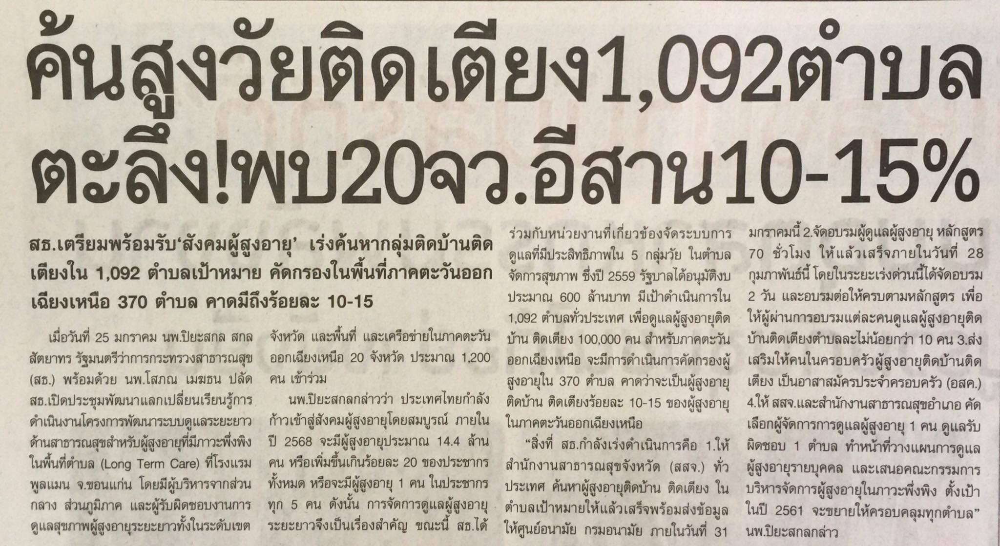 ค้นสูงวัยติดเตียง1,092ตำบล
ตะลึง!พบ20จว.อีสาน10-15%
สธ.เตรียมพร้อมรับ‘สังคมผู้สูงอายุ’ เร่งค้นหากลุ่มติดบ้านติด
เตียงใน 1,092 ตำบลเป้าหมาย คัดกรองในพื้นที่ภาคตะวันออก
เฉียงเหนือ 370 ตำบล คาดมีถึงร้อยละ 10-15
เมื่อวันที่ 25 มกราคม นพ.ปิยะสกล สกล
สัตยาทร รัฐมนตรีว่าการกระทรวงสาธารณสุข
(สธ.) พร้อมด้วย นพ.โสภณ เมฆธน ปลัด
สธ.เปิดประชุมพัฒนาแลกเปลี่ยนเรียนรู้การ
ดำเนินงานโครงการพัฒนาระบบดูแลระยะยาว
ด้านสาธารณสุขสำหรับผู้สูงอายุที่มีภาวะพึ่งพิง
ในพื้นที่ตำบล (Long Term Care) ที่โรงแรม
พูลแมน จ.ขอนแก่น โดยมีผู้บริหารจากส่วน
กลาง ส่วนภูมิภาค และผู้รับผิดชอบงานการ
ดูแลสุขภาพผู้สูงอายุระยะยาวทั้งในระดับเขต
จังหวัด และพื้นที่ และเครือข่ายในภาคตะวัน
ออกเฉียงเหนือ 20 จังหวัด ประมาณ 1,200
คน เข้าร่วม
นพ.ปิยะสกลกล่าวว่า ประเทศไทยกำลัง
ก้าวเข้าสู่สังคมผู้สูงอายุโดยสมบูรณ์ ภายใน
ปี 2568 จะมีผู้สูงอายุประมาณ 14.4 ล้าน
คน หรือเพิ่มขึ้นเกินร้อยละ 20 ของประชากร
ทั้งหมด หรือจะมีผู้สูงอายุ 1 คน ในประชากร
ทุก 5 คน ดังนั้น การจัดการดูแลผู้สูงอายุ
ระยะยาวจึงเป็นเรื่องสำคัญ ขณะนี้ สธ.ได้
ร่วมกับหน่วยงานที่เกี่ยวข้องจัดระบบการ
ดูแลที่มีประสิทธิภาพใน 5 กลุ่มวัย ในตำบล
จัดการสุขภาพ ซึ่งปี 2559 รัฐบาลได้อนุมัติงบ
ประมาณ 600 ล้านบาท มีเป้าดำเนินการใน
1,092 ตำบลทั่วประเทศ เพื่อดูแลผู้สูงอายุติด
บ้าน ติดเตียง 100,000 คน สำหรับภาคตะวัน
ออกเฉียงเหนือ จะมีการดำเนินการคัดกรองผู้
สูงอายุใน 370 ตำบล คาดว่าจะเป็นผู้สูงอายุ
ติดบ้าน ติดเตียงร้อยละ 10-15 ของผู้สูงอายุ
ในภาคตะวันออกเฉียงเหนือ
“สิ่งที่ สธ.กำลังเร่งดำเนินการคือ 1.ให้
สำนักงานสาธารณสุขจังหวัด (สสจ.) ทั่ว
ประเทศ ค้นหาผู้สูงอายุติดบ้าน ติดเตียง ใน
ตำบลเป้าหมายให้แล้วเสร็จพร้อมส่งข้อมูล
ให้ศูนย์อนามัย กรมอนามัย ภายในวันที่ 31
มกราคมนี้ 2.จัดอบรมผู้ดูแลผู้สูงอายุ หลักสูตร
70 ชั่วโมง ให้แล้วเสร็จภายในวันที่ 28
กุมภาพันธ์นี้ โดยในระยะเร่งด่วนนี้ได้จัดอบรม
2 วัน และอบรมต่อให้ครบตามหลักสูตร เพื่อ
ให้ผู้ผ่านการอบรมแต่ละคนดูแลผู้สูงอายุติด
บ้านติดเตียงตำบลละไม่น้อยกว่า 10 คน 3.ส่ง
เสริมให้คนในครอบครัวผู้สูงอายุติดบ้านติด
เตียง เป็นอาสาสมัครประจำครอบครัว (อสค.)
4.ให้ สสจ.และสำนักงานสาธารณสุขอำเภอ คัด
เลือกผู้จัดการการดูแลผู้สูงอายุ 1 คน ดูแลรับ
ผิดชอบ 1 ตำบล ทำหน้าที่วางแผนการดูแล
ผู้สูงอายุรายบุคคล และเสนอคณะกรรมการ
บริหารจัดการผู้สูงอายุในภาวะพึ่งพิง ตั้งเป้า
ในปี 2561 จะขยายให้ครอบคลุมทุกตำบล”
นพ.ปิยะสกลกล่าว